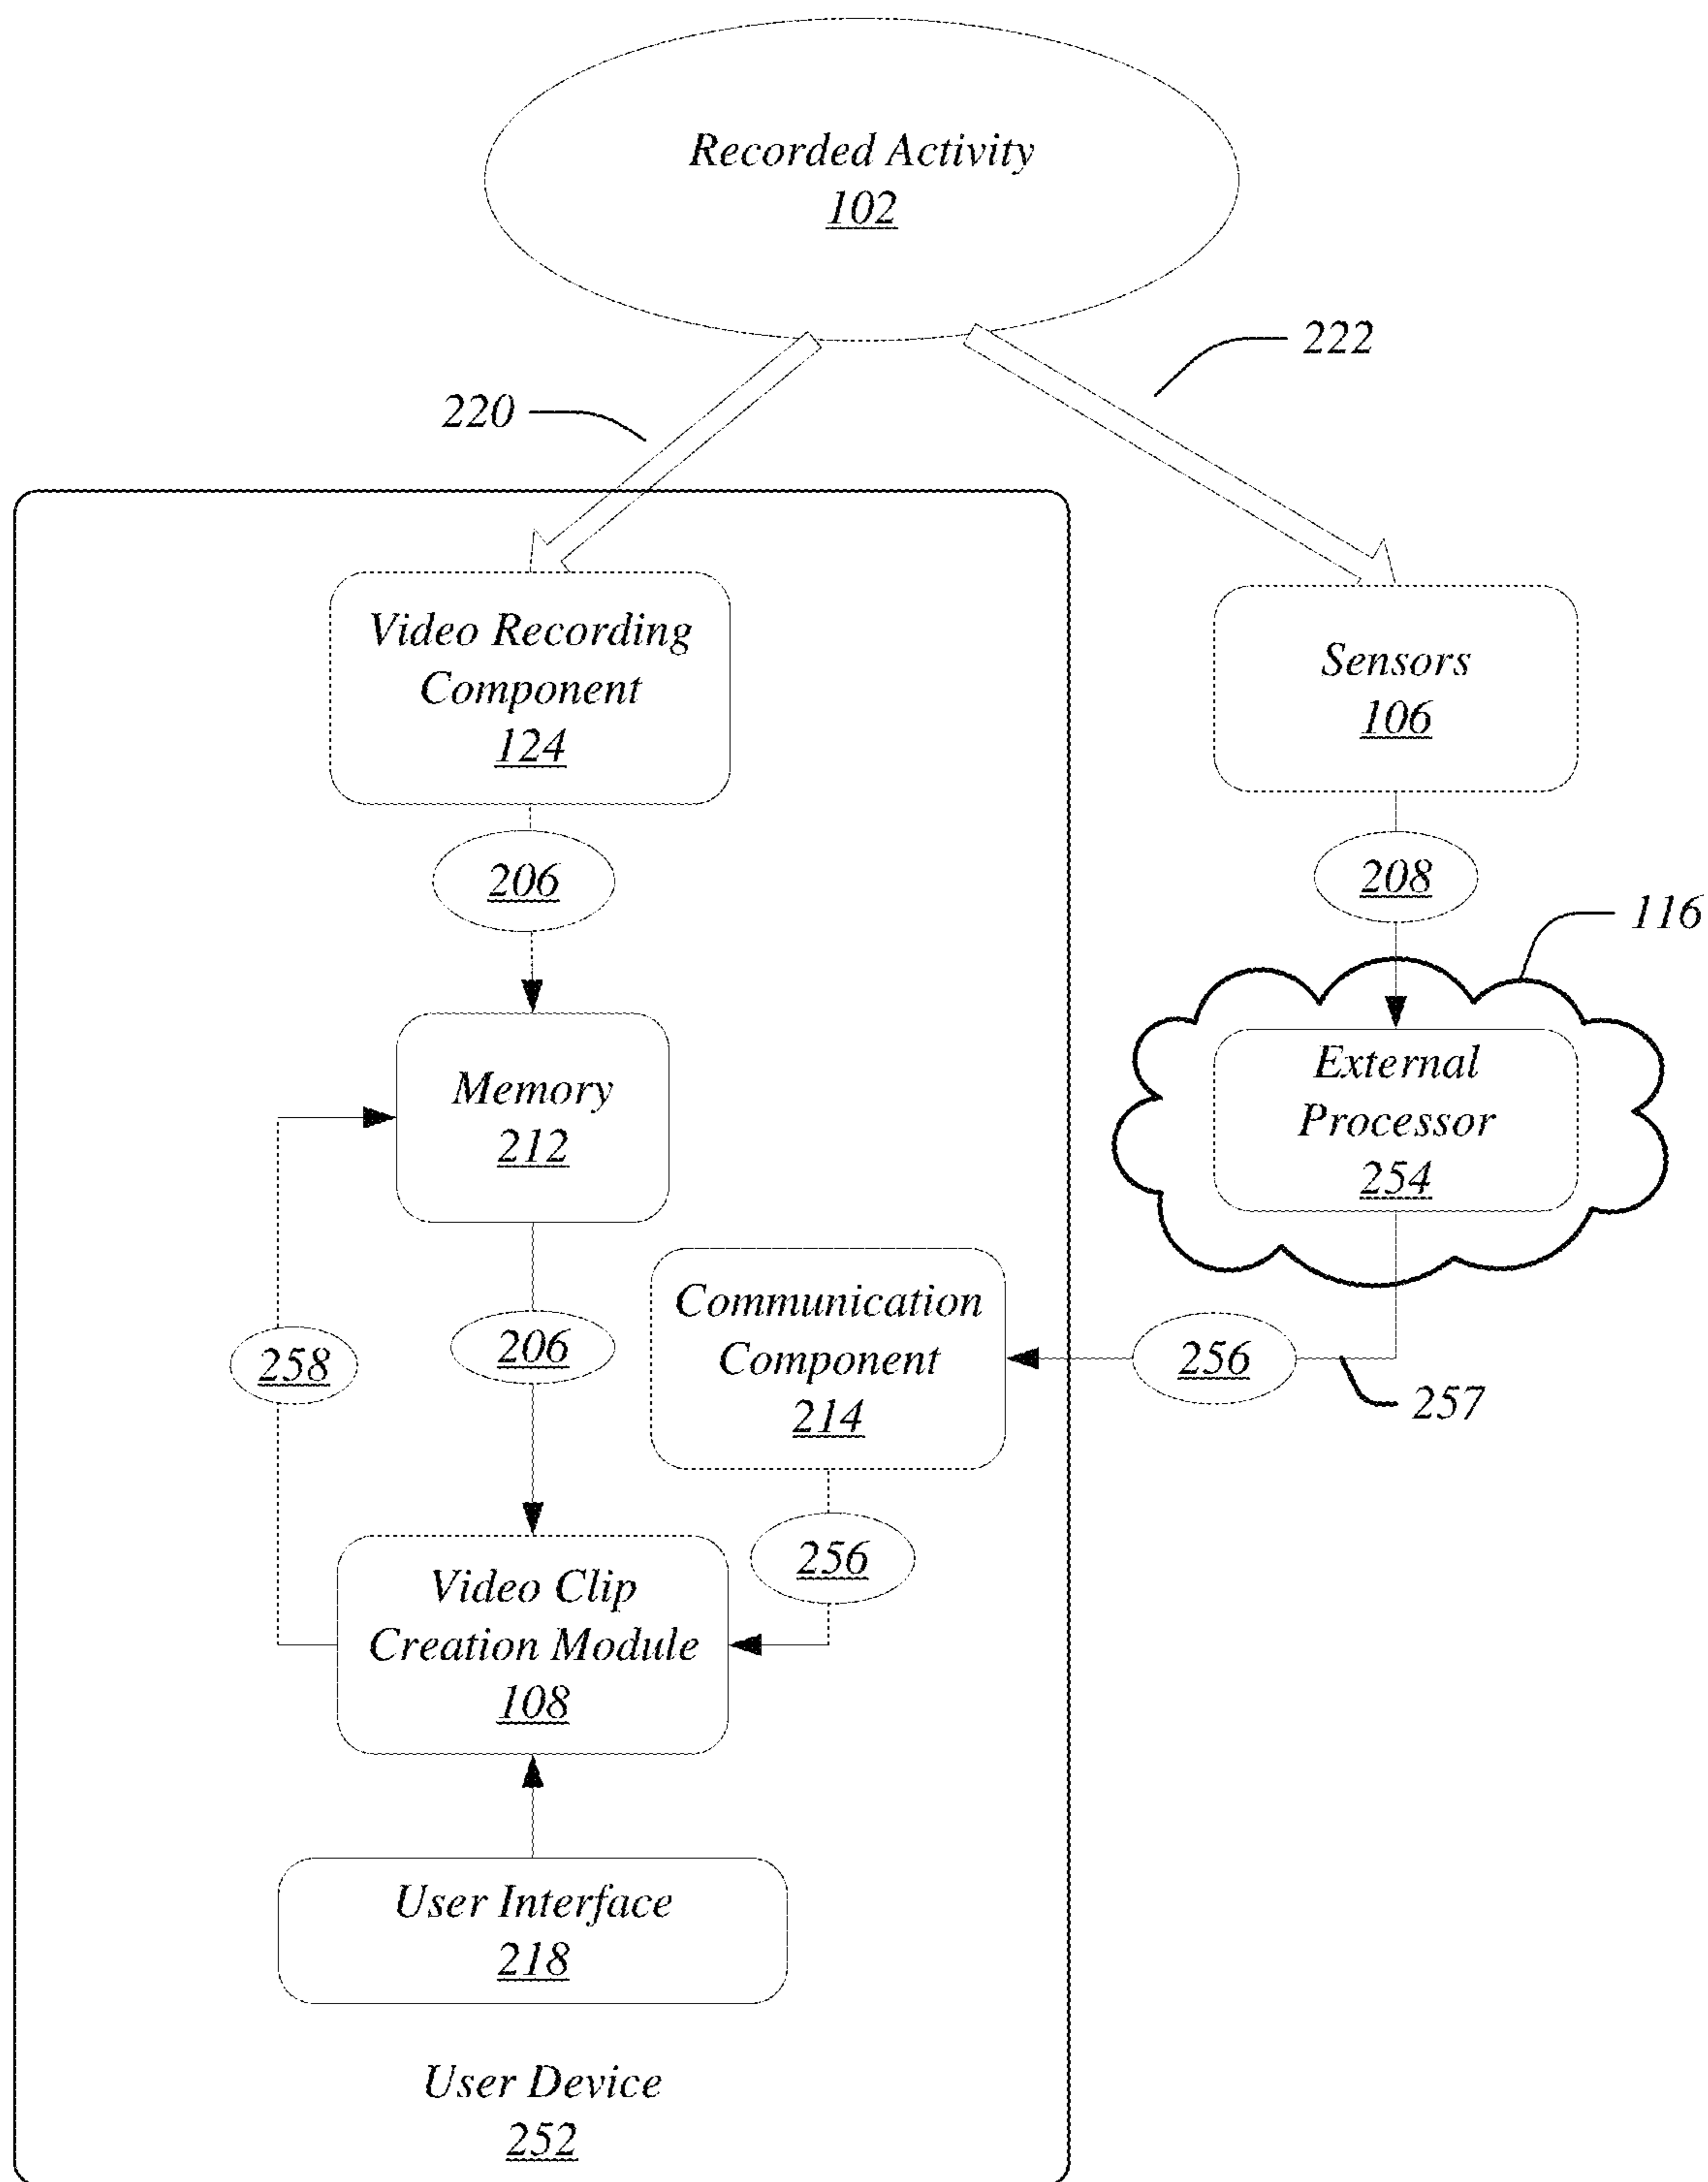 Recorded Activity
102
222
220
Video Recording
Component
124
Sensors
106
206
208
116
Memory
212
External
Processor
254
Communication
Component
214
258
206
256
257
256
Video Clip
Creation Module
108
User Interface
218
User Device
252